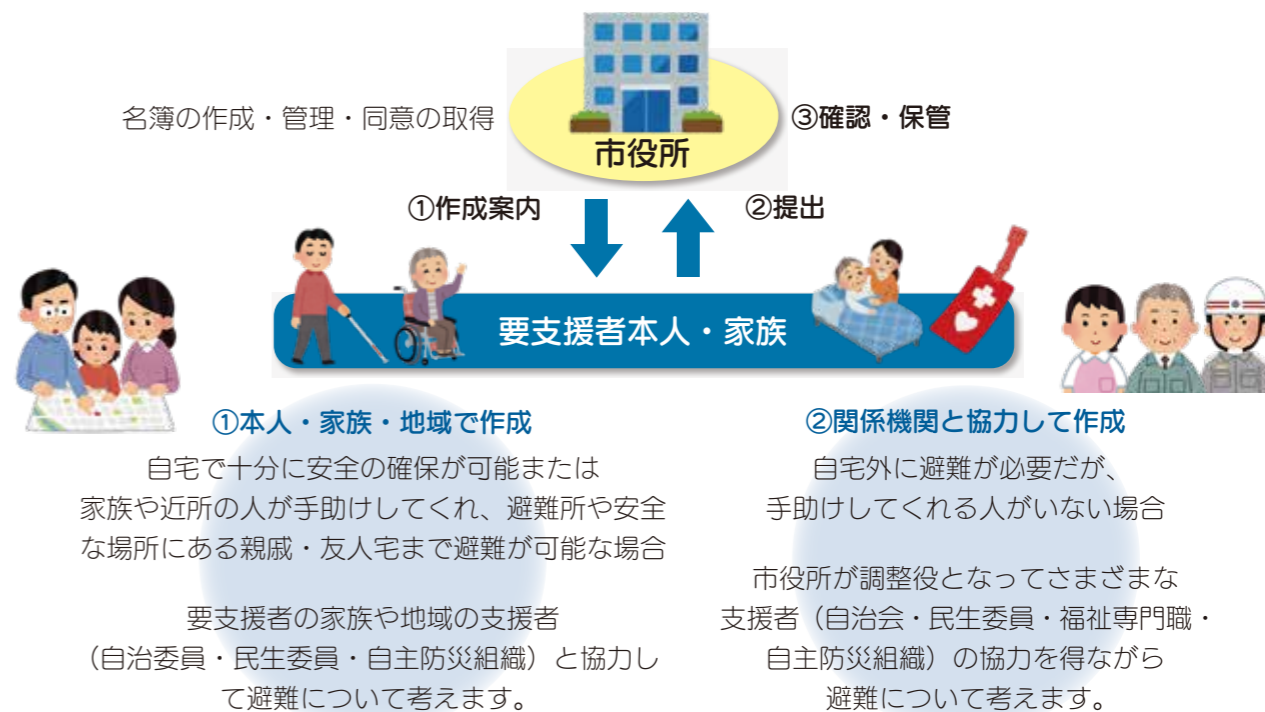 名簿の作成・管理・同意の取得
市役所
③確認・保管
①作成案内
②提出
要支援者本人・家族
①本人・家族・地域で作成
自宅で十分に安全の確保が可能または
家族や近所の人が手助けしてくれ、避難所や安全
な場所にある親戚・友人宅まで避難が可能な場合
要支援者の家族や地域の支援者
（自治委員・民生委員・自主防災組織）と協力し
て避難について考えます。
②関係機関と協力して作成
自宅外に避難が必要だが、
手助けしてくれる人がいない場合
市役所が調整役となってさまざまな
支援者（自治会・民生委員・福祉専門職・
自主防災組織）の協力を得ながら
避難について考えます。